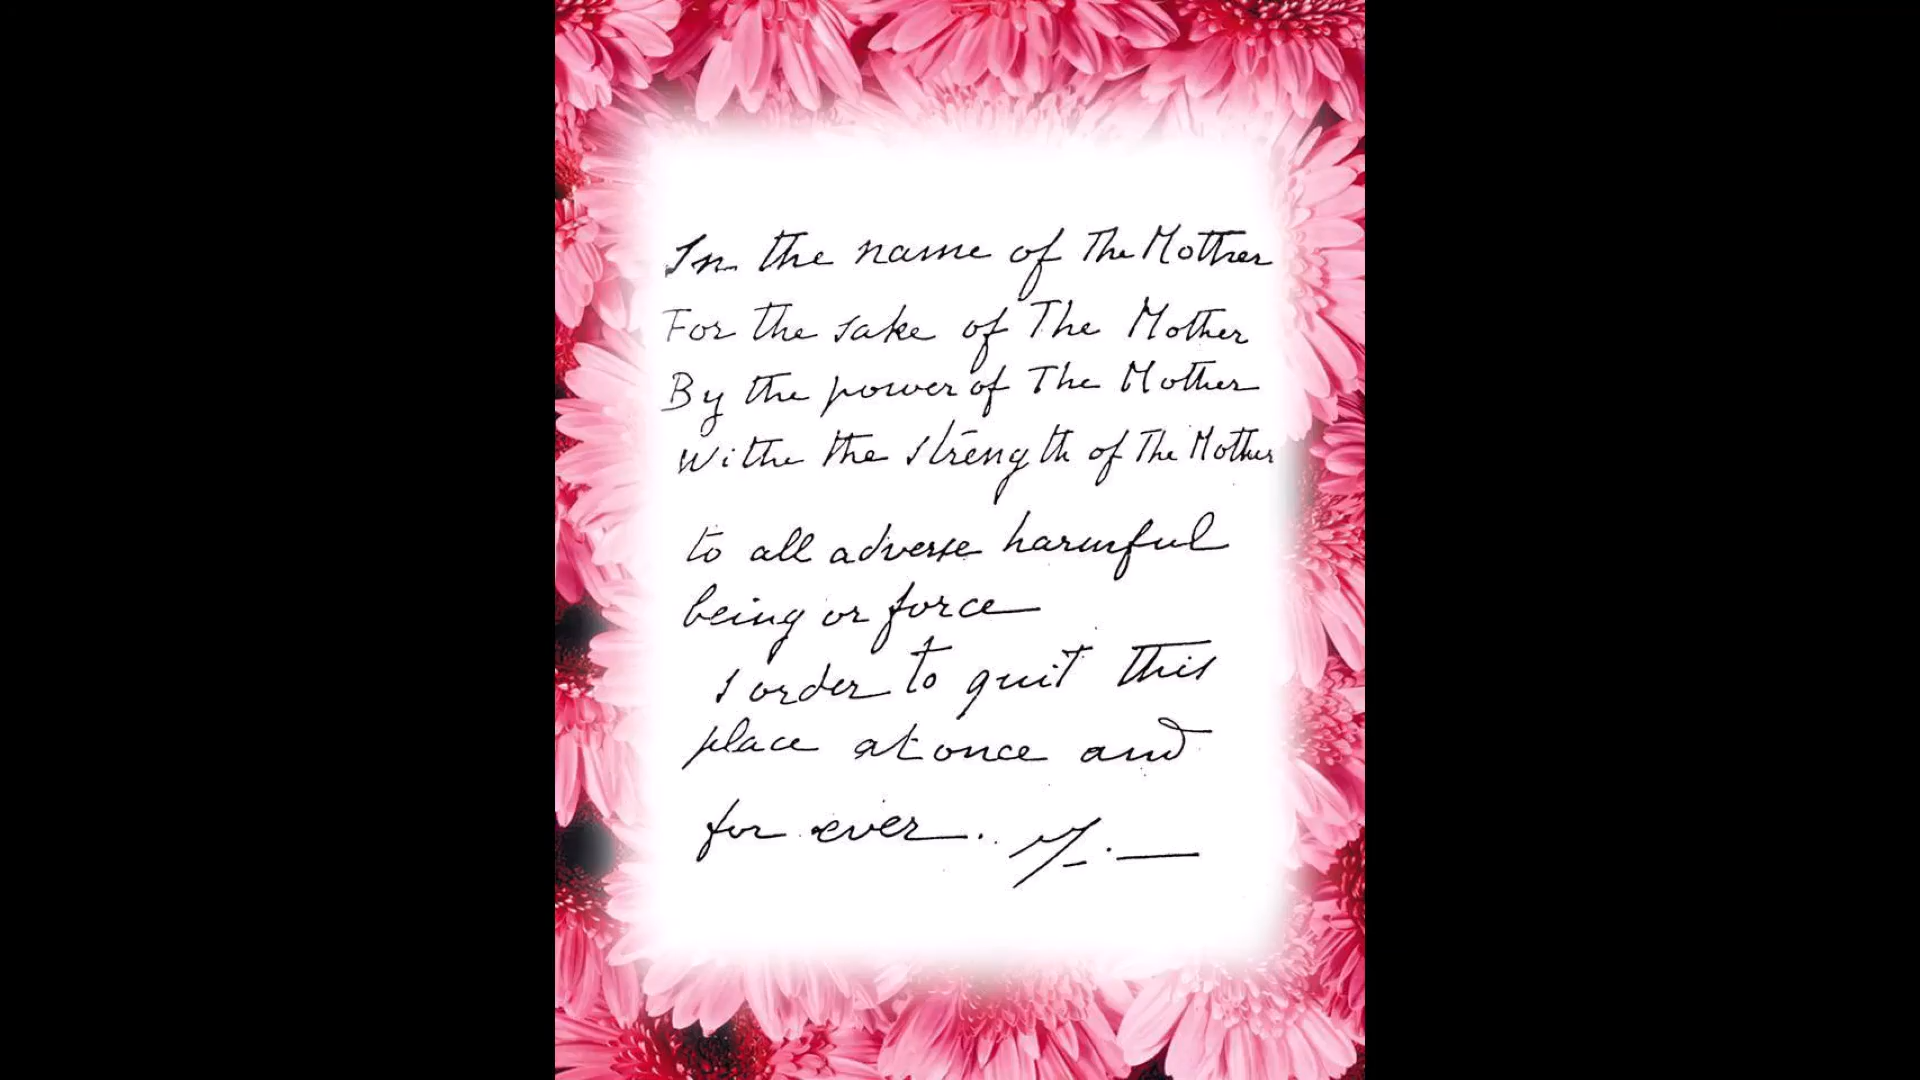 In the name of The Mother
For the sake of The Mother
By the power of The Mother
Withe the strength of The Mother
to all adverse harmful
being or force
I order to quit this
place at once and
for ever.